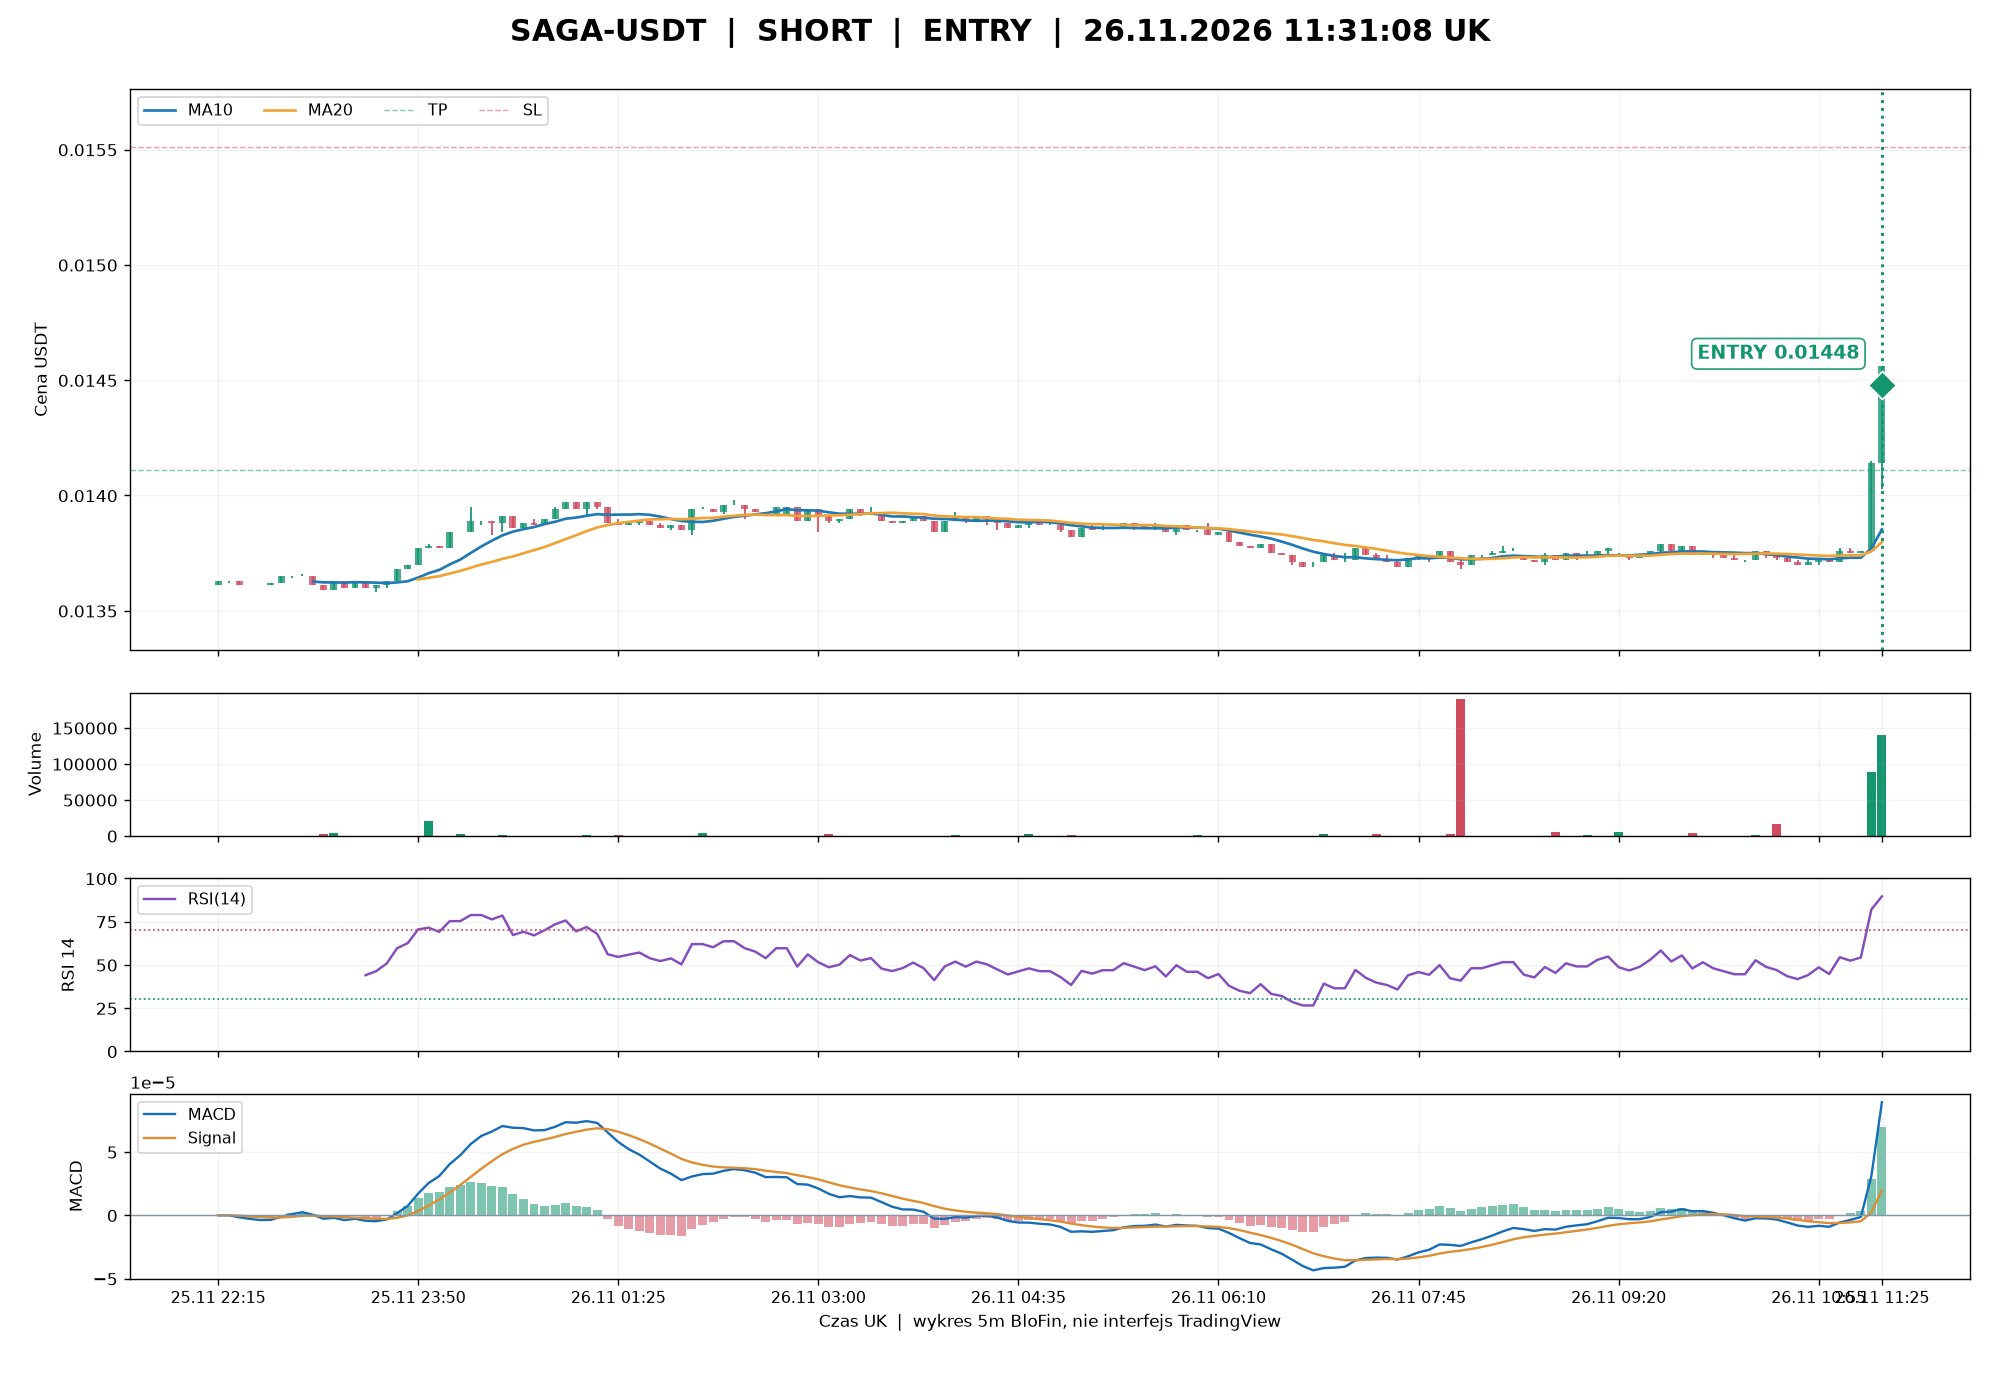 SAGA-USDT | SHORT | ENTRY | 26.11.2026 11:31:08 UK
MA10 MA20 TP SL
0.0155
0.0150
0.0145
0.0140
0.0135
Cena USDT
ENTRY 0.01448
150000
100000
50000
0
Volume
100
75
50
25
0
RSI 14
RSI(14)
1e−5
5
0
−5
MACD
MACD
Signal
25.11 22:15 25.11 23:50 26.11 01:25 26.11 03:00 26.11 04:35 26.11 06:10 26.11 07:45 26.11 09:20 26.11 10:55 26.11 11:25
Czas UK | wykres 5m BloFin, nie interfejs TradingView